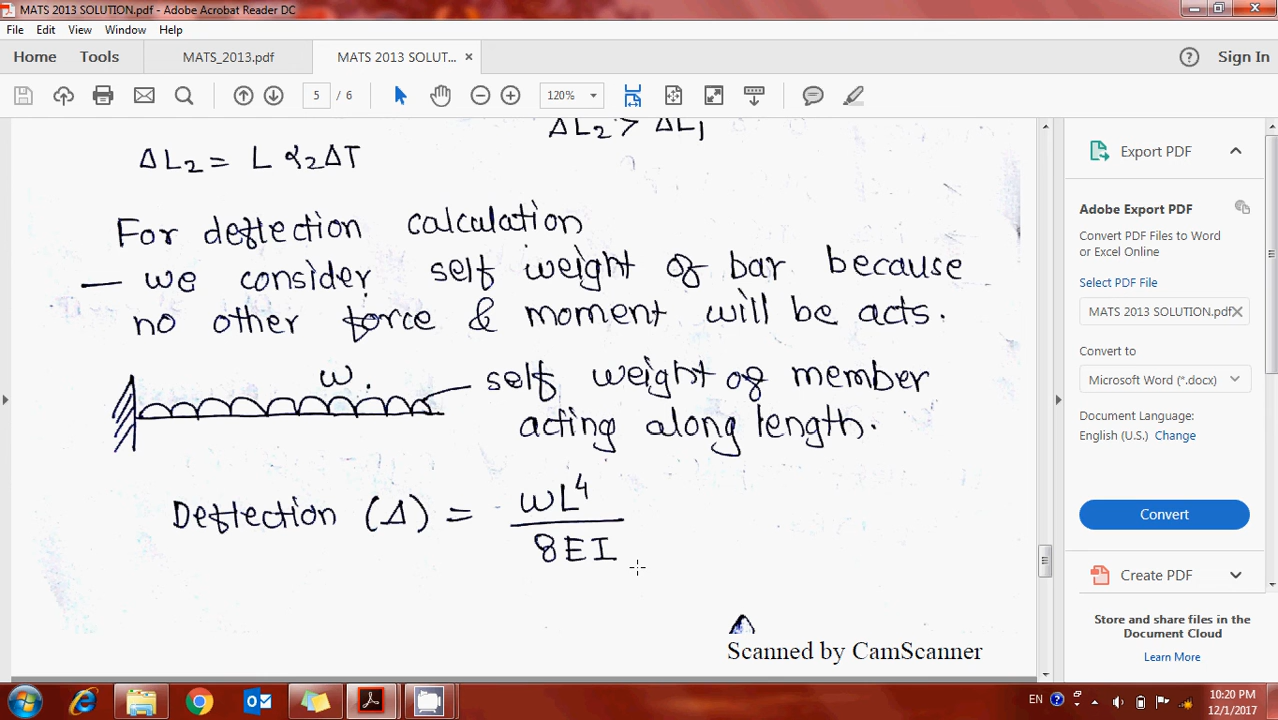 MATS 2013 SOLUTION.pdf - Adobe Acrobat Reader DC
File Edit View Window Help
Home Tools MATS_2013.pdf MATS 2013 SOLUT... × Sign In
5 / 6 120%
ΔL2 > ΔL1
ΔL2 = L α2ΔT
For deflection calculation
— we consider self weight of bar because
no other force & moment will be acts.
w.
self weight of member
acting along length.
Deflection (Δ) = wL⁴
8EI
Scanned by CamScanner
Export PDF
Adobe Export PDF
Convert PDF Files to Word
or Excel Online
Select PDF File
MATS 2013 SOLUTION.pdf
Convert to
Microsoft Word (*.docx)
Document Language:
English (U.S.) Change
Convert
Create PDF
Store and share files in the
Document Cloud
Learn More
EN
10:20 PM
12/1/2017